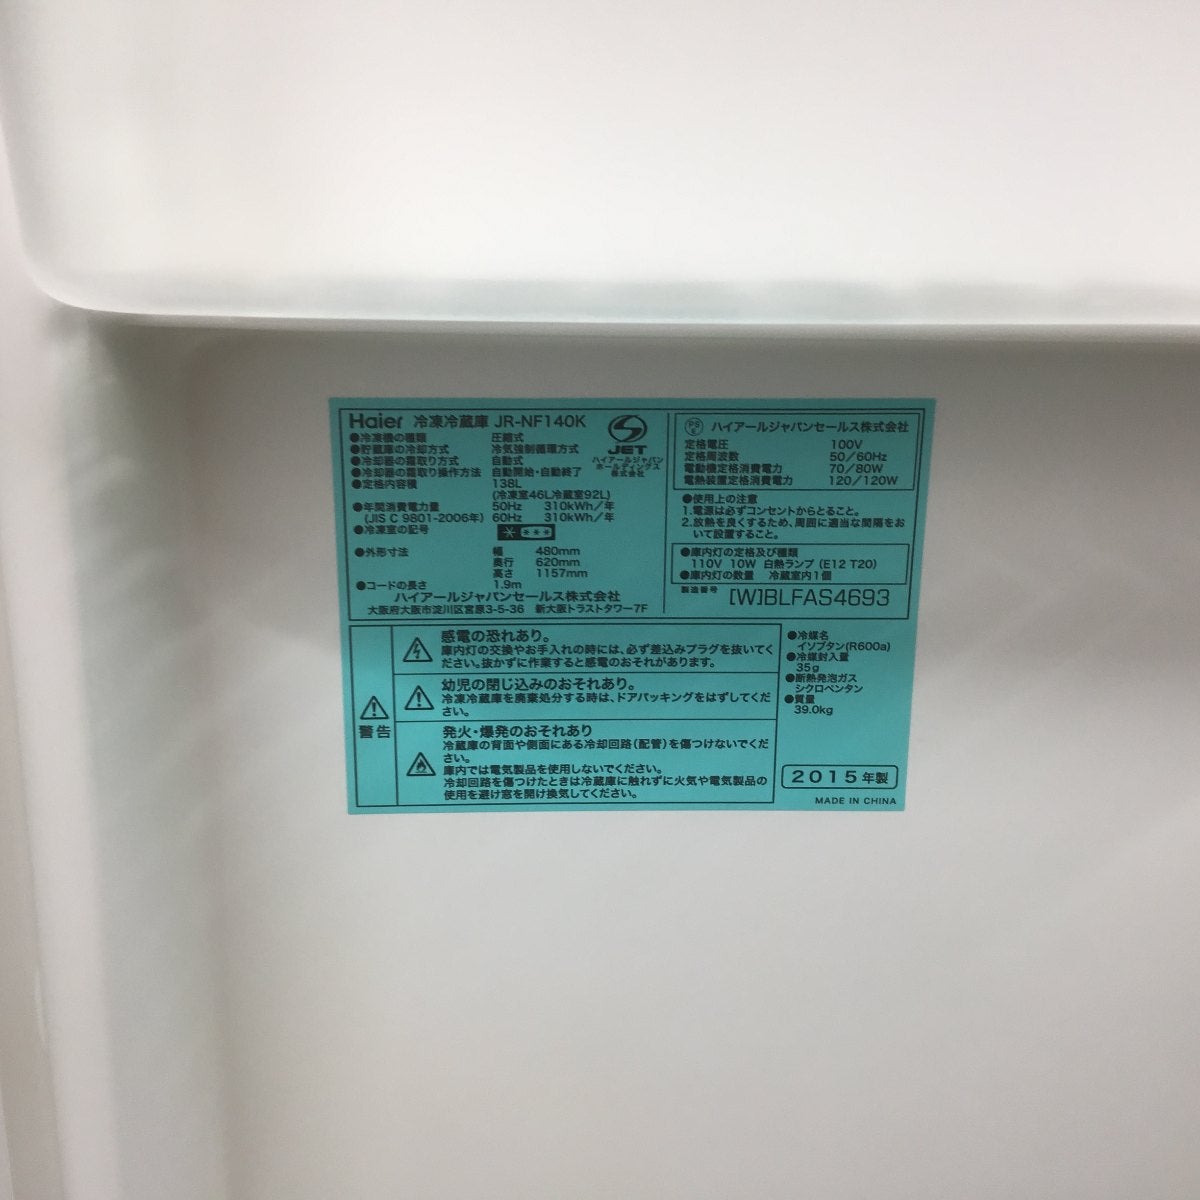 Haier 冷凍冷蔵庫 JR-NF140K
●冷凍機の種類 圧縮式
●貯蔵庫の冷却方式 冷気強制循環方式
●冷却器の霜取り方式 自動式
●冷却器の霜取り操作方法 自動開始・自動終了
●定格内容積 138L
(冷凍室46L冷蔵室92L)
●年間消費電力量 50Hz 310kWh/年
(JIS C 9801-2006年) 60Hz 310kWh/年
●冷凍室の記号 * ***
●外形寸法 幅 480mm
奥行 620mm
高さ 1157mm
●コードの長さ 1.9m
ハイアールジャパンセールス株式会社
大阪府大阪市淀川区宮原3-5-36 新大阪トラストタワー7F
S
JET
ハイアールジャパン
ホールディングス
株式会社
PS
E
ハイアールジャパンセールス株式会社
定格電圧 100V
定格周波数 50/60Hz
電動機定格消費電力 70/80W
電熱装置定格消費電力 120/120W
●使用上の注意
1.電源は必ずコンセントからとること。
2.放熱を良くするため、周囲に適当な間隔をお
いて設置すること。
●庫内灯の定格及び種類
110V 10W 白熱ランプ(E12 T20)
●庫内灯の数量 冷蔵室内1個
製造番号 [W]BLFAS4693
警告
感電の恐れあり。
庫内灯の交換やお手入れの時には、必ず差込みプラグを抜いてく
ださい。抜かずに作業すると感電のおそれがあります。
幼児の閉じ込みのおそれあり。
冷凍冷蔵庫を廃棄処分する時は、ドアパッキングをはずしてくだ
さい。
発火・爆発のおそれあり
冷蔵庫の背面や側面にある冷却回路(配管)を傷つけないでくだ
さい。
庫内では電気製品を使用しないでください。
冷却回路を傷つけたときは冷蔵庫に触れずに火気や電気製品の
使用を避け窓を開け換気してください。
●冷媒名
イソブタン(R600a)
●冷媒封入量
35g
●断熱発泡ガス
シクロペンタン
●質量
39.0kg
2015年製
MADE IN CHINA